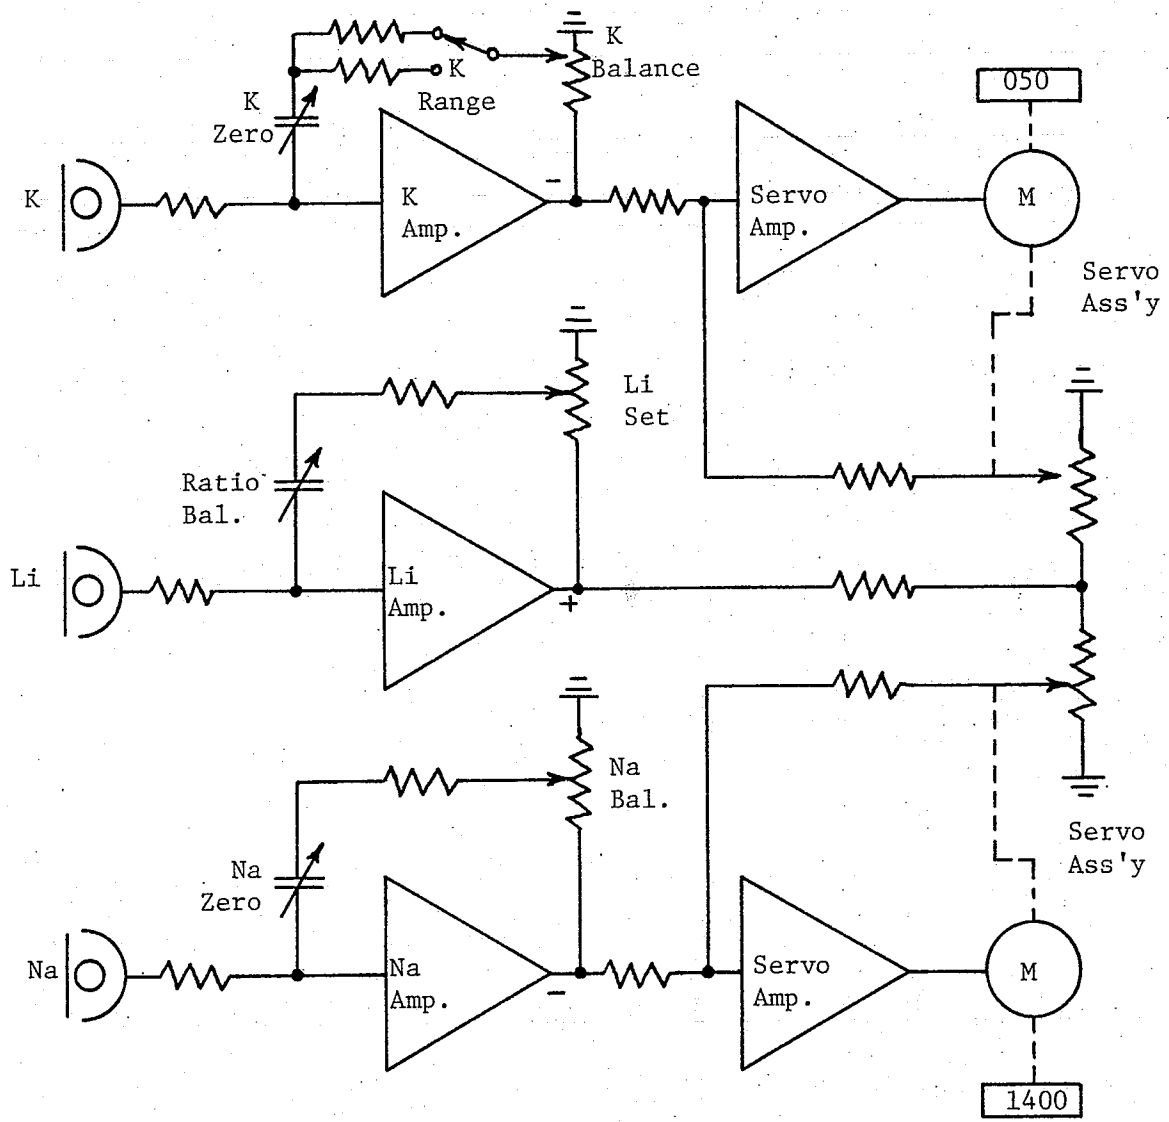 K
Balance
K
Range
K
Zero
050
K
K
Amp.
-
Servo
Amp.
M
Servo
Ass'y
Li
Set
Ratio
Bal.
Li
Li
Amp.
+
Na
Bal.
Servo
Ass'y
Na
Zero
Na
Na
Amp.
-
Servo
Amp.
M
1400